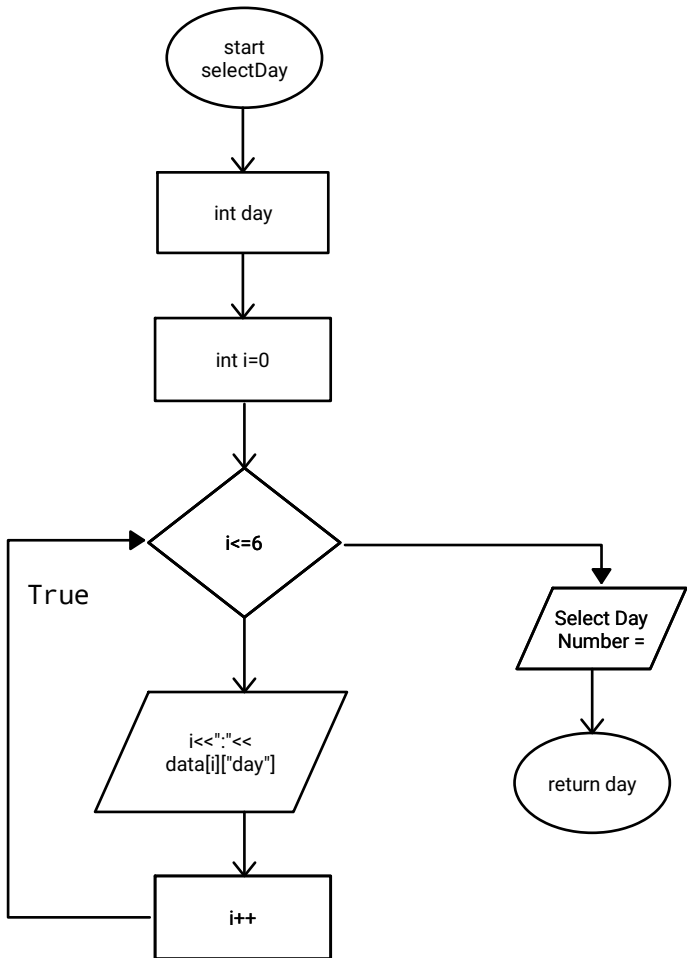 start
selectDay
int day
int i=0
i<=6
True
Select Day
Number =
i<<":"<<
data[i]["day"]
return day
i++